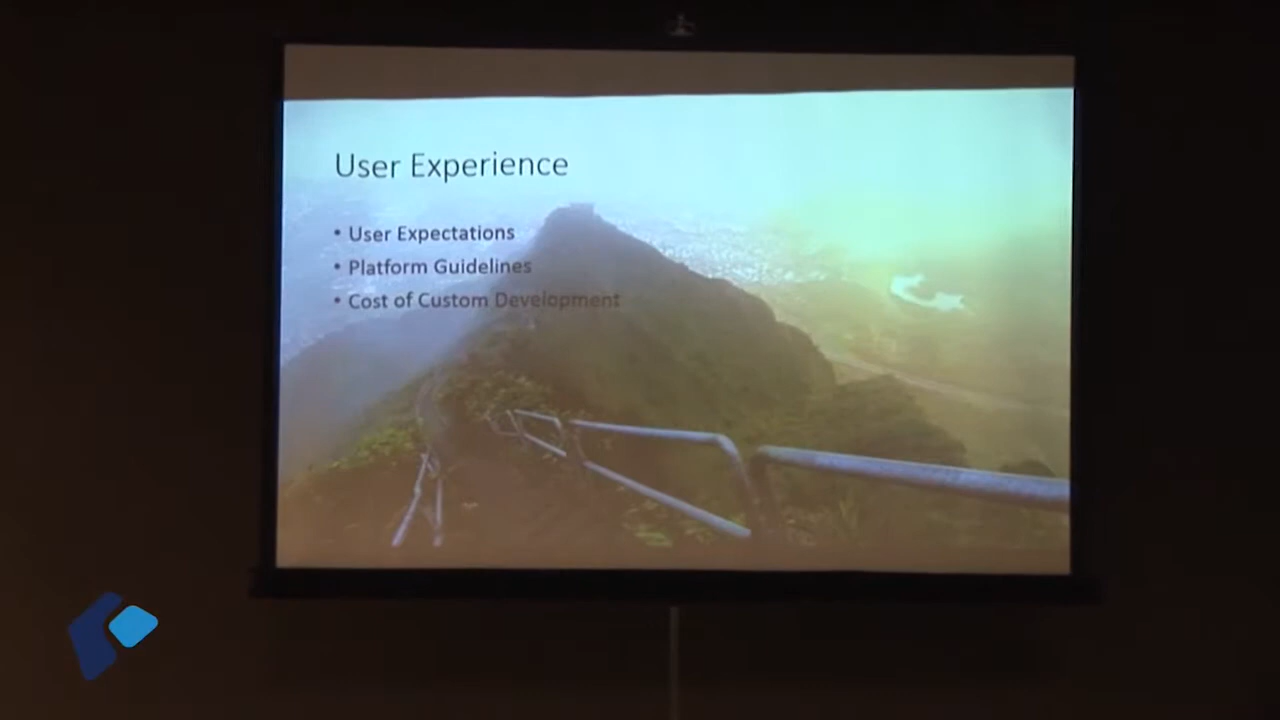 User Experience
• User Expectations
• Platform Guidelines
• Cost of Custom Development